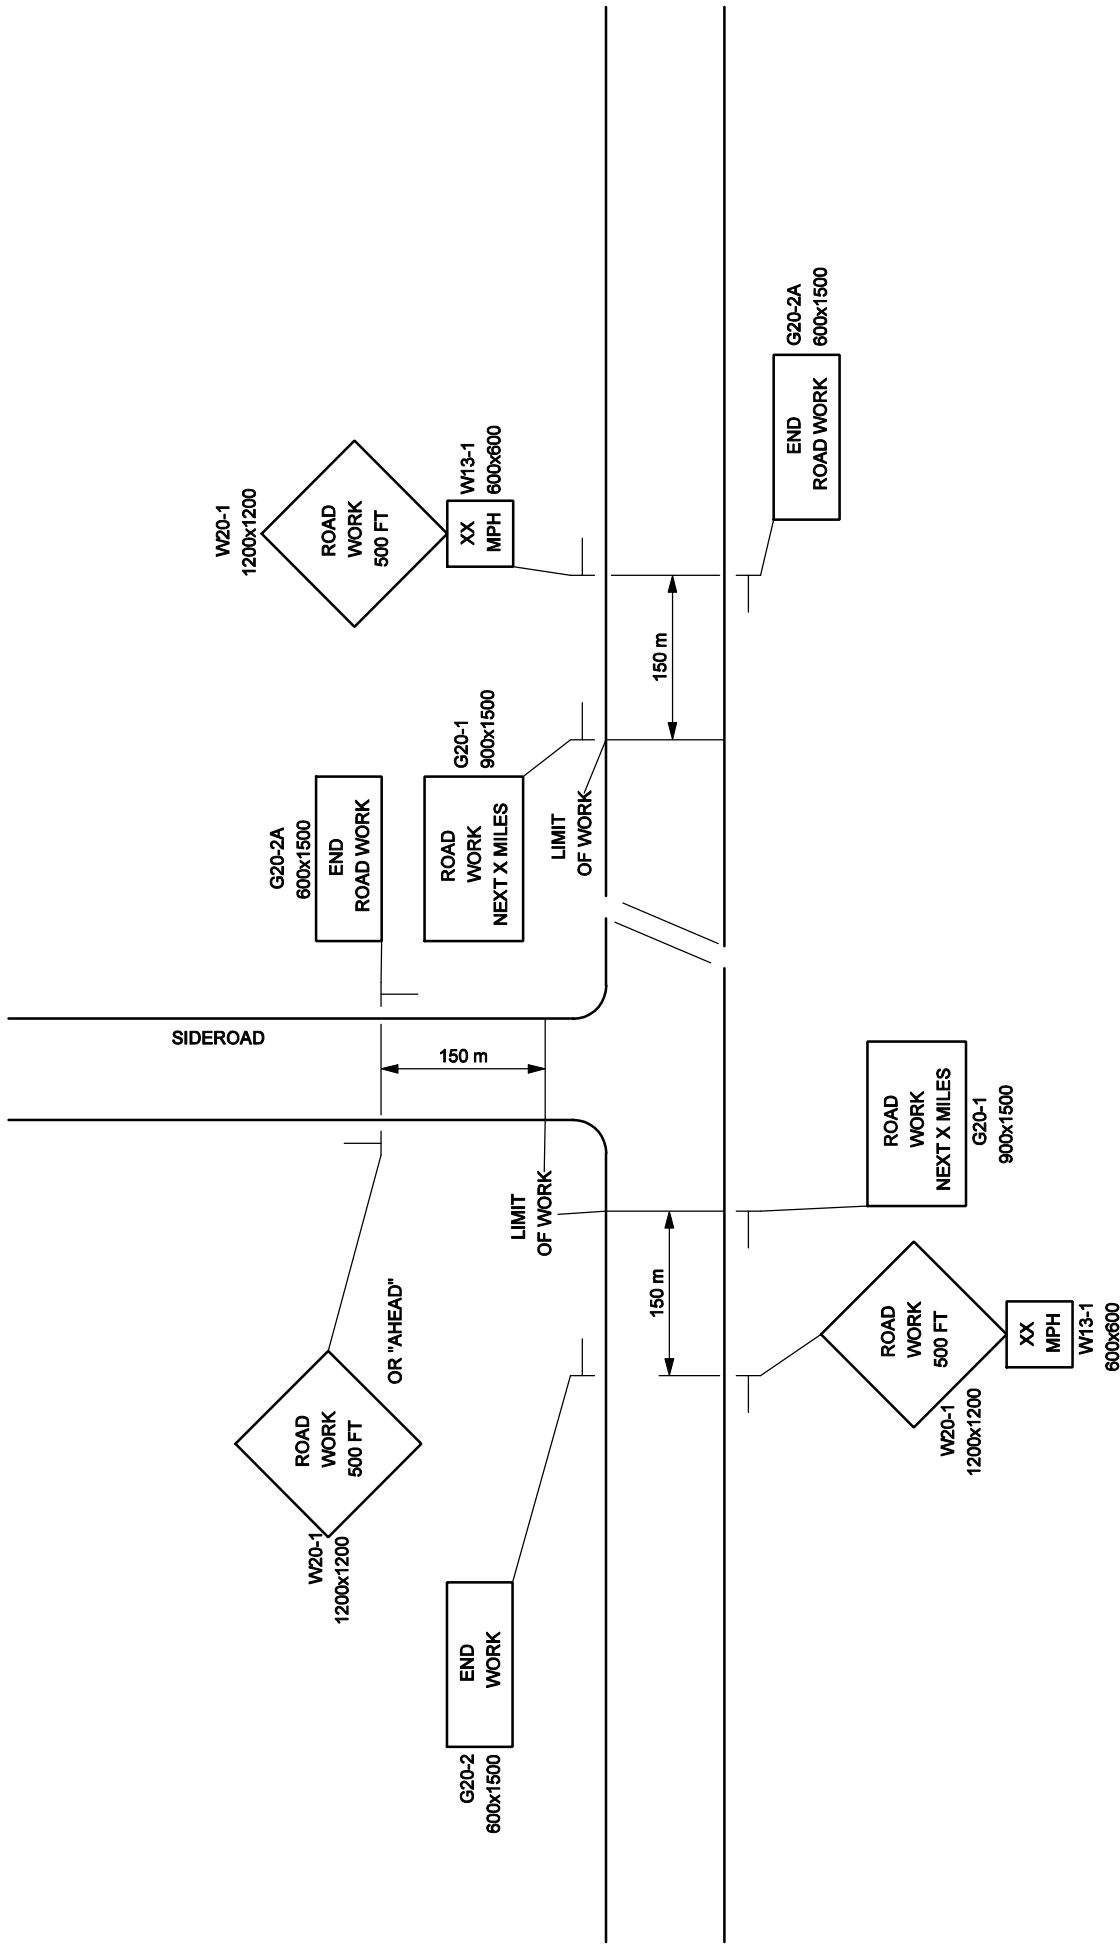 W20-1
1200x1200
ROAD
WORK
500 FT
XX
MPH
W13-1
600x600
G20-2A
600x1500
END
ROAD WORK
ROAD
WORK
NEXT X MILES
G20-1
900x1500
LIMIT
OF WORK
150 m
END
ROAD WORK
G20-2A
600x1500
SIDEROAD
150 m
ROAD
WORK
500 FT
OR "AHEAD"
W20-1
1200x1200
LIMIT
OF WORK
150 m
ROAD
WORK
NEXT X MILES
G20-1
900x1500
END
WORK
G20-2
600x1500
ROAD
WORK
500 FT
W20-1
1200x1200
XX
MPH
W13-1
600x600